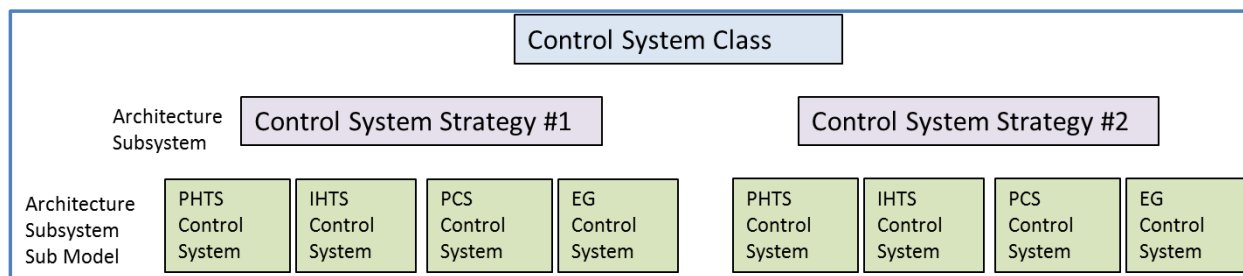 Control System Class
Architecture
Subsystem
Control System Strategy #1
Control System Strategy #2
Architecture
Subsystem
Sub Model
PHTS
Control
System
IHTS
Control
System
PCS
Control
System
EG
Control
System
PHTS
Control
System
IHTS
Control
System
PCS
Control
System
EG
Control
System